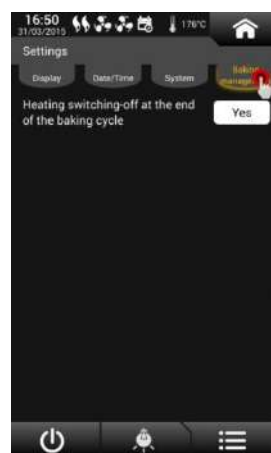 16:50 176°C
31/03/2015
Settings
Display Date/Time System Baking
Heating switching-off at the end Yes
of the baking cycle